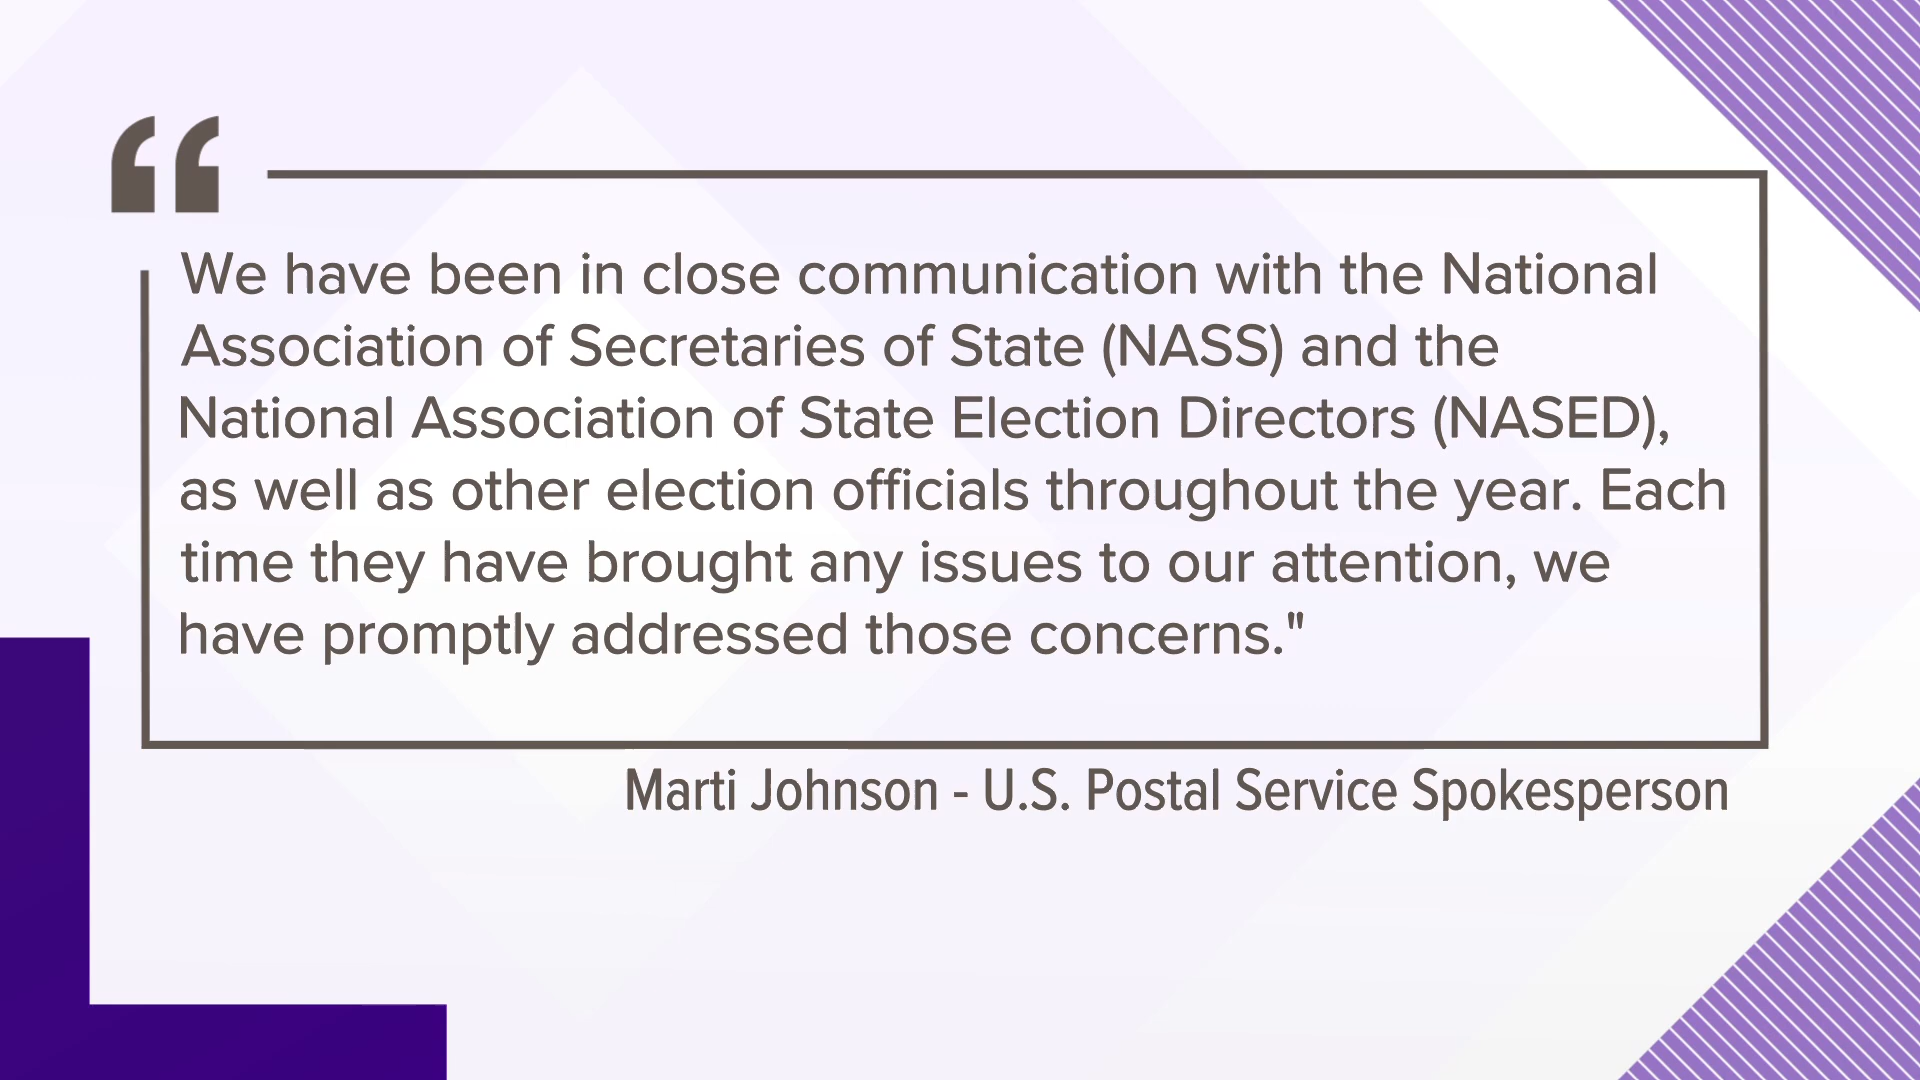 “
We have been in close communication with the National
Association of Secretaries of State (NASS) and the
National Association of State Election Directors (NASED),
as well as other election officials throughout the year. Each
time they have brought any issues to our attention, we
have promptly addressed those concerns."
Marti Johnson - U.S. Postal Service Spokesperson